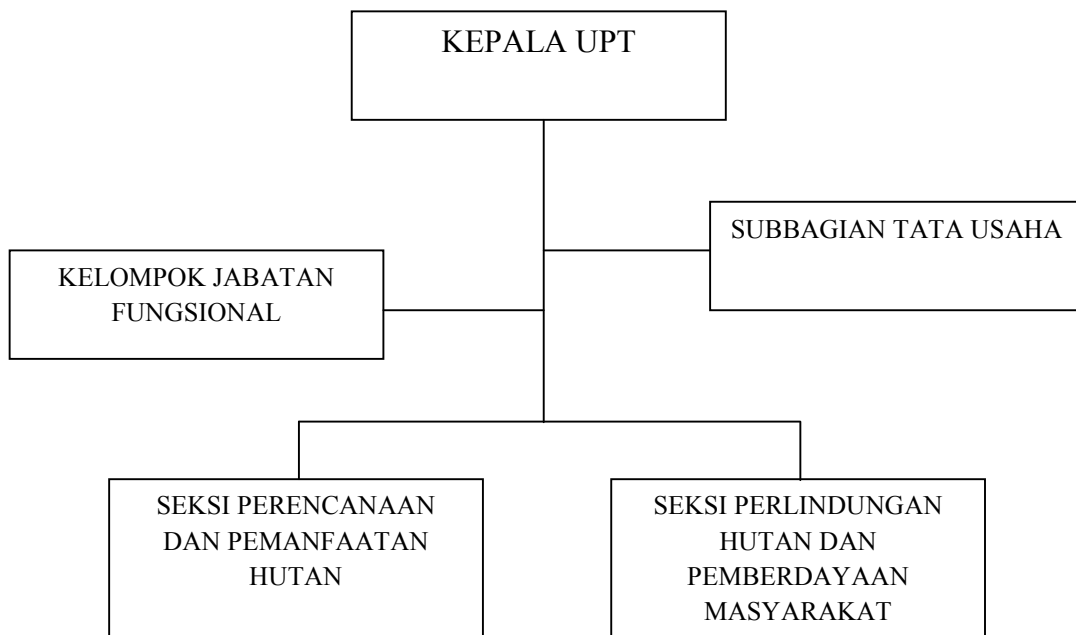 KEPALA UPT
SUBBAGIAN TATA USAHA
KELOMPOK JABATAN
FUNGSIONAL
SEKSI PERENCANAAN
DAN PEMANFAATAN
HUTAN
SEKSI PERLINDUNGAN
HUTAN DAN
PEMBERDAYAAN
MASYARAKAT